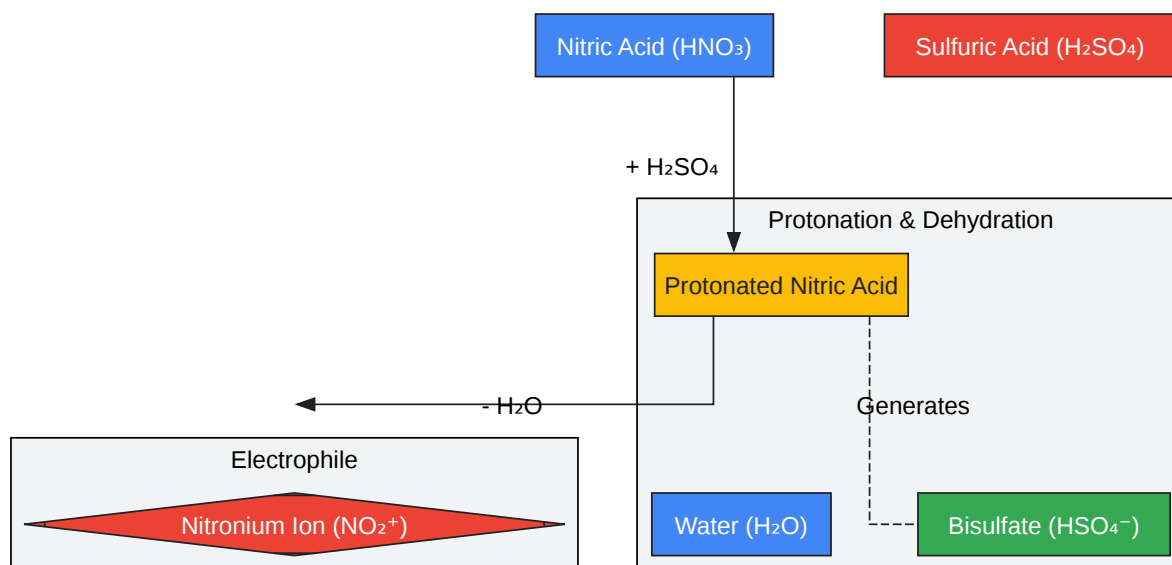 Nitric Acid (HNO₃)
Sulfuric Acid (H₂SO₄)
+ H₂SO₄
Protonation & Dehydration
Protonated Nitric Acid
- H₂O
Generates
Electrophile
Nitronium Ion (NO₂⁺)
Water (H₂O)
Bisulfate (HSO₄⁻)